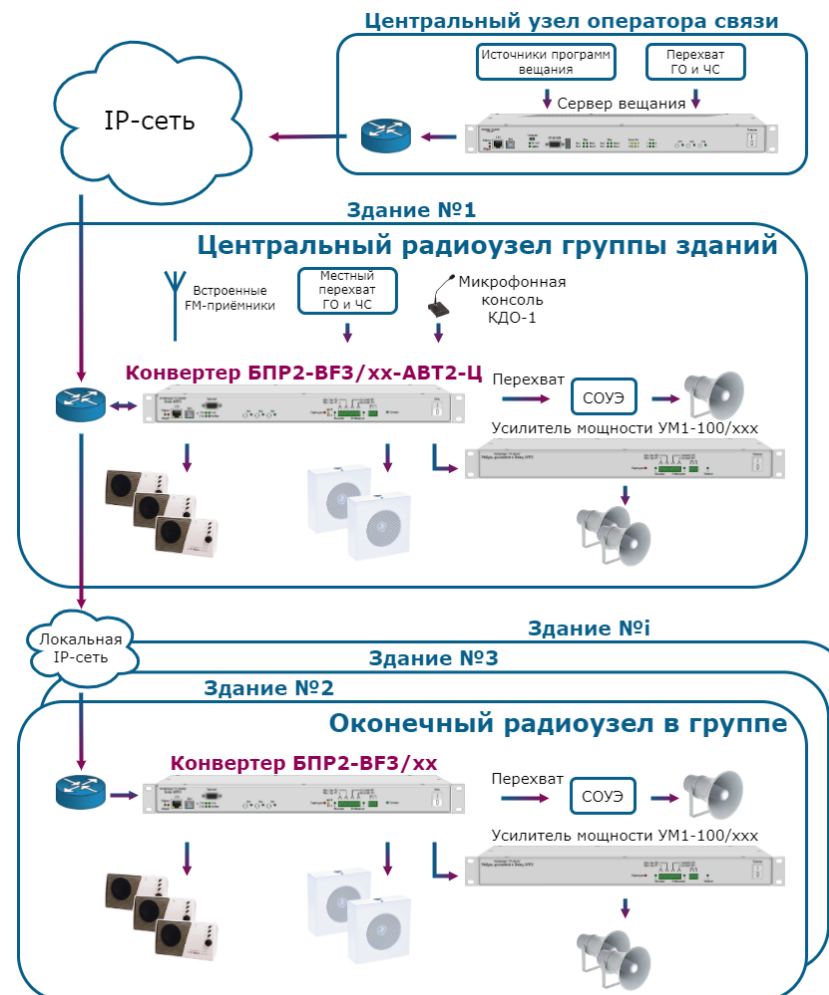 Центральный узел оператора связи
Источники программ
вещания
Перехват
ГО и ЧС
Сервер вещания
IP-сеть
Здание №1
Центральный радиоузел группы зданий
Встроенные
FM-приёмники
Местный
перехват
ГО и ЧС
Микрофонная
консоль
КДО-1
Конвертер БПР2-BF3/xx-АВТ2-Ц
Перехват
СОУЭ
Усилитель мощности УМ1-100/xxx
Локальная
IP-сеть
Здание №i
Здание №3
Здание №2
Оконечный радиоузел в группе
Конвертер БПР2-BF3/xx
Перехват
СОУЭ
Усилитель мощности УМ1-100/xxx